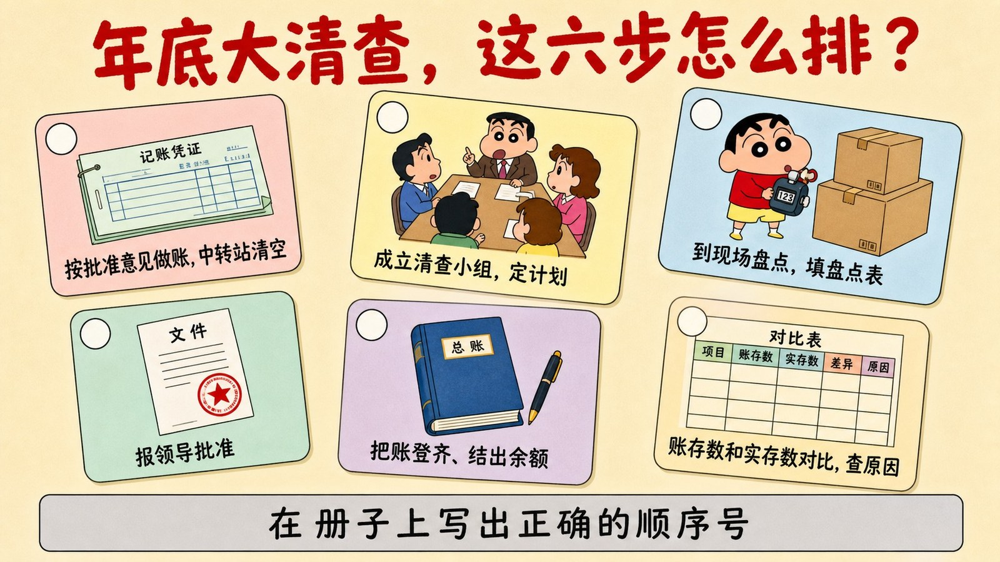 年底大清查，这六步怎么排？
记账凭证
按批准意见做账，中转站清空
成立清查小组，定计划
123
到现场盘点，填盘点表
文件
报领导批准
总账
把账登齐、结出余额
对比表
项目 账存数 实存数 差异 原因
账存数和实存数对比，查原因
在册子上写出正确的顺序号